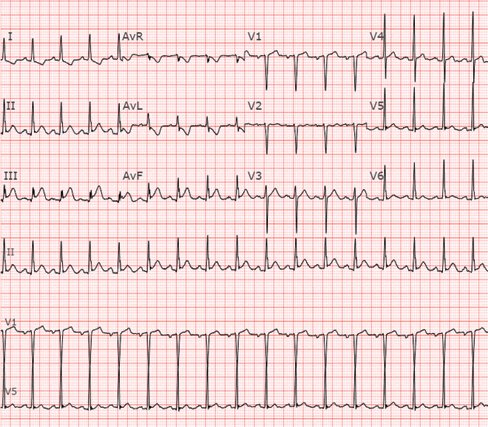 I AvR V1 V4
II AvL V2 V5
III AvF V3 V6
II
V1
V5